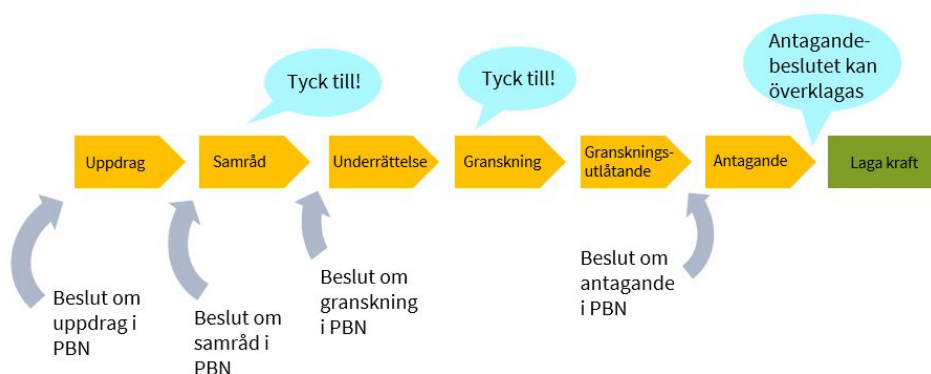 Tyck till!
Tyck till!
Antagande-
beslutet kan
överklagas
Uppdrag
Samråd
Underrättelse
Granskning
Gransknings-
utlåtande
Antagande
Laga kraft
Beslut om
uppdrag i
PBN
Beslut om
samråd i
PBN
Beslut om
granskning
i PBN
Beslut om
antagande
i PBN